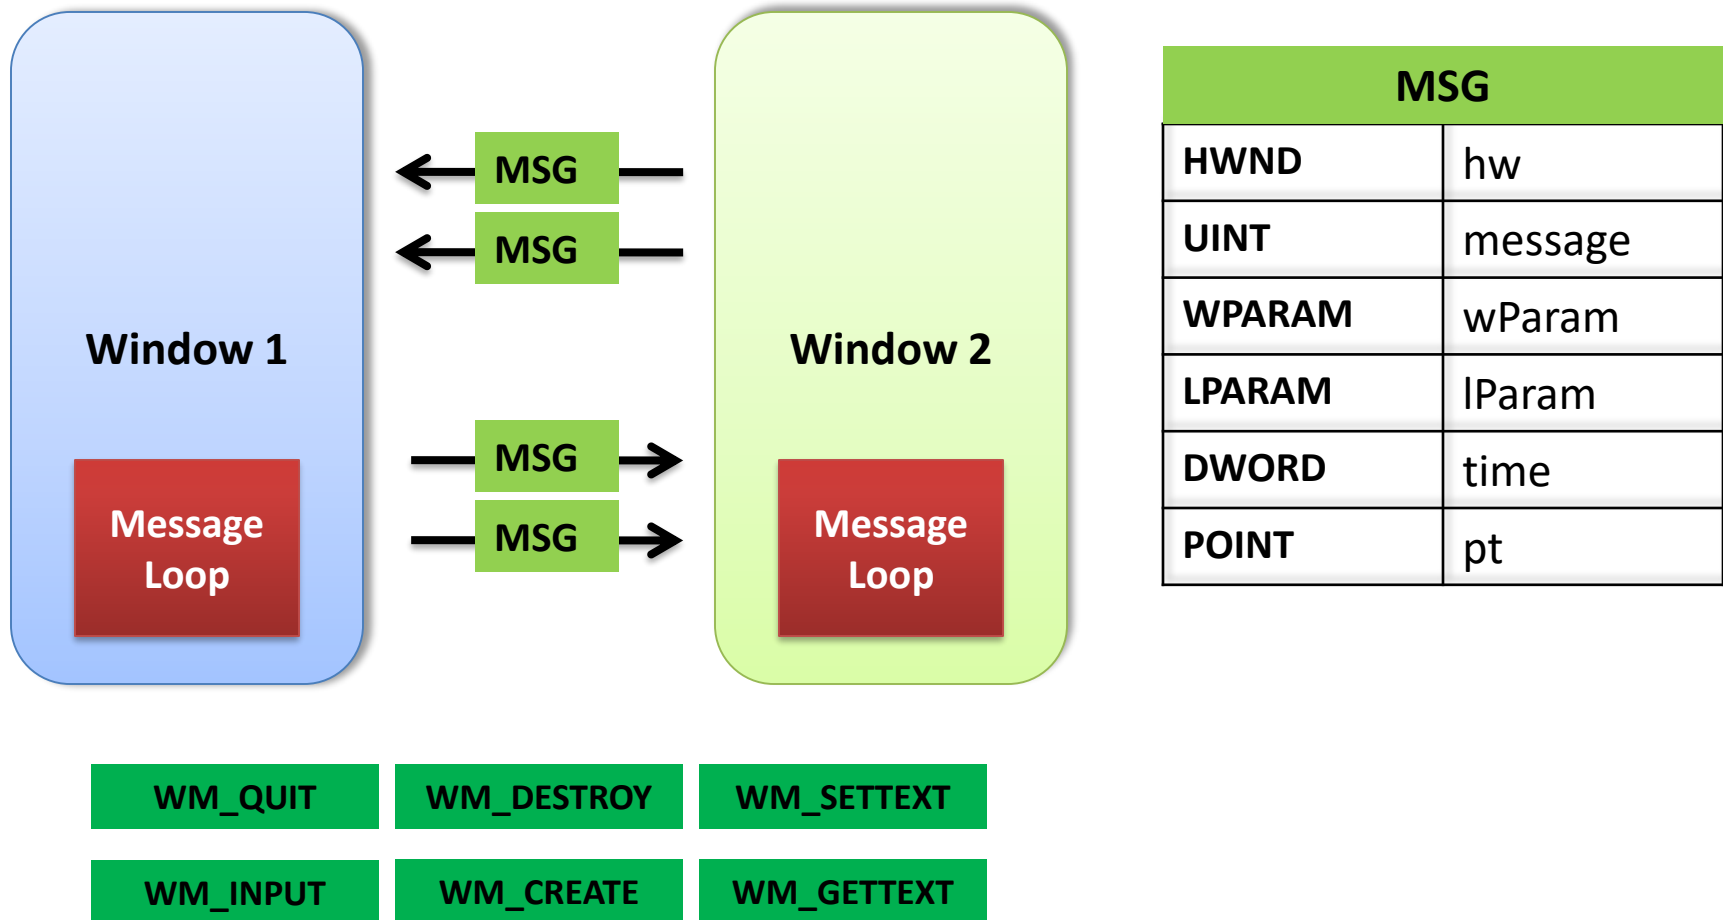 MSG
MSG
Window 1
Window 2
MSG
MSG
Message
Loop
Message
Loop
MSG
HWND hw
UINT message
WPARAM wParam
LPARAM lParam
DWORD time
POINT pt
WM_QUIT WM_DESTROY WM_SETTEXT
WM_INPUT WM_CREATE WM_GETTEXT